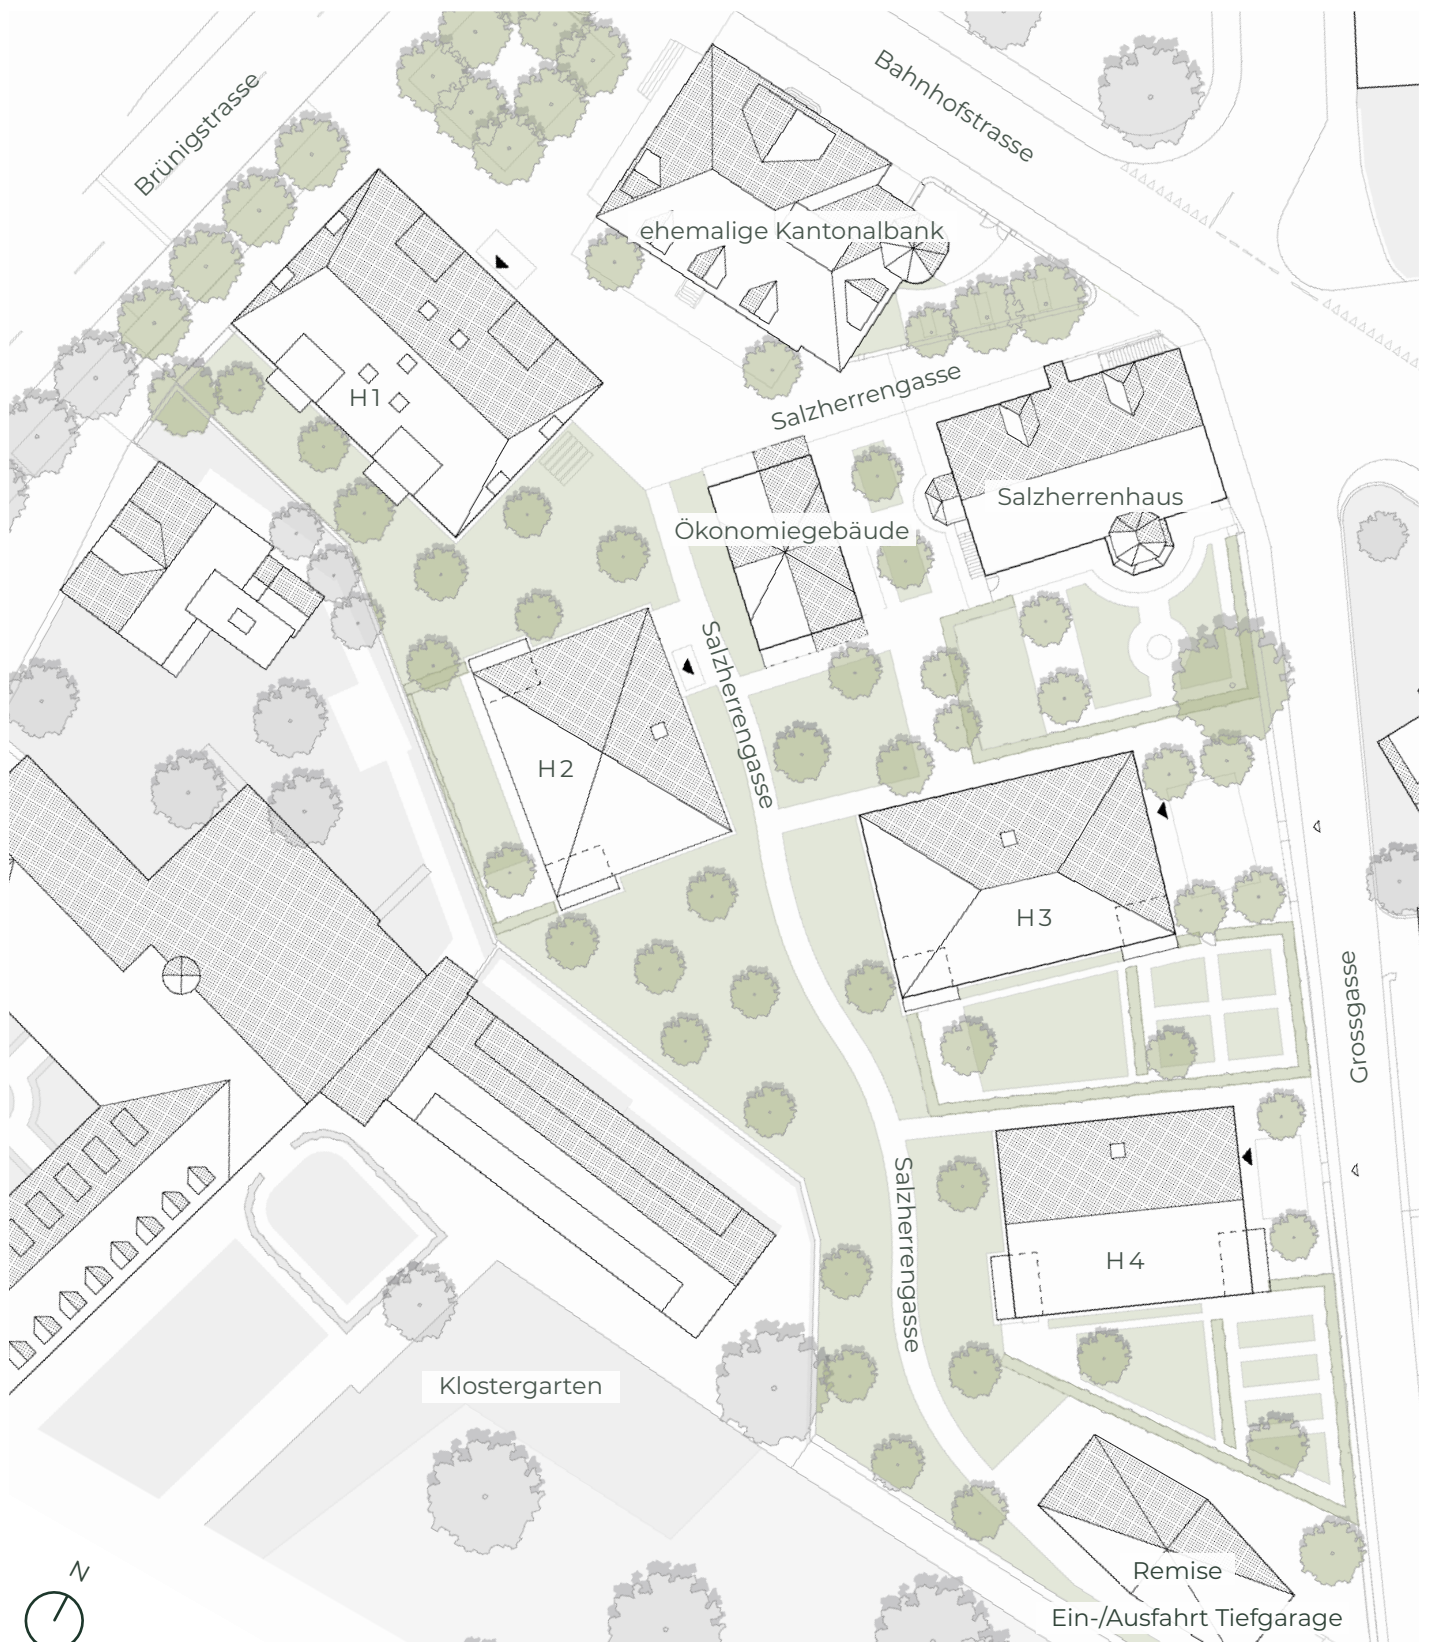 Bahnhofstrasse
Brünigstrasse
ehemalige Kantonalbank
Salzherrengasse
H1
Salzherrenhaus
Ökonomiegebäude
Salzherrengasse
H2
H3
Grossgasse
Salzherrengasse
H4
Klostergarten
N
Remise
Ein-/Ausfahrt Tiefgarage